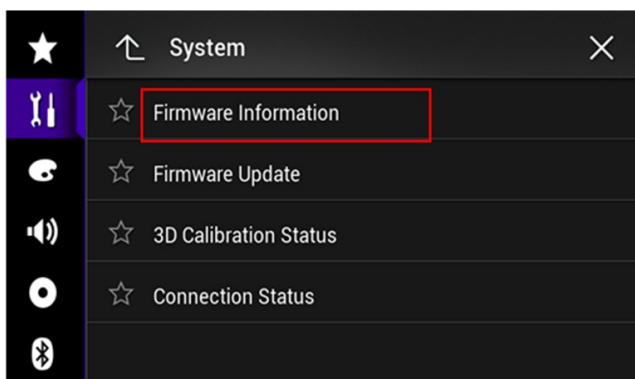 System
Firmware Information
Firmware Update
3D Calibration Status
Connection Status